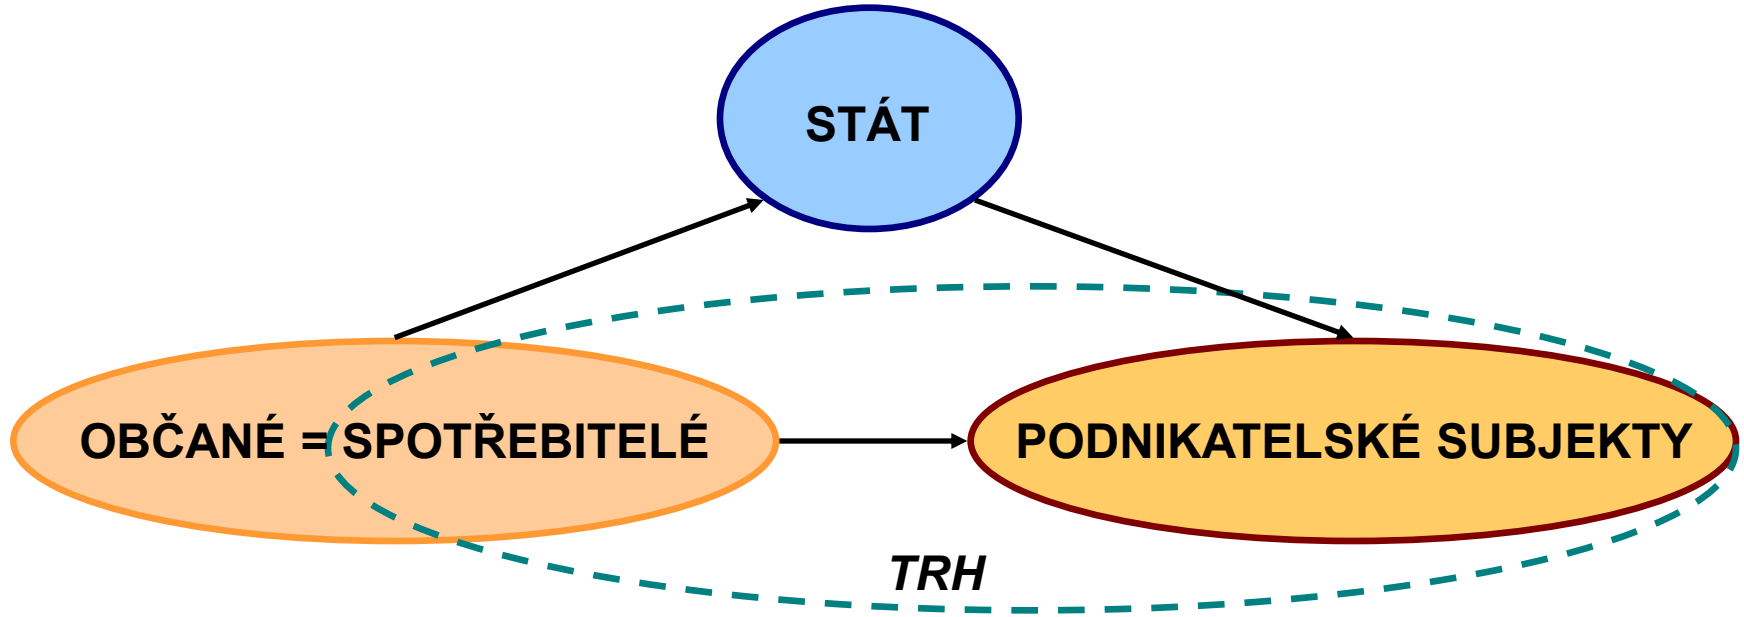 STÁT
OBČANÉ = SPOTŘEBITELÉ
PODNIKATELSKÉ SUBJEKTY
TRH